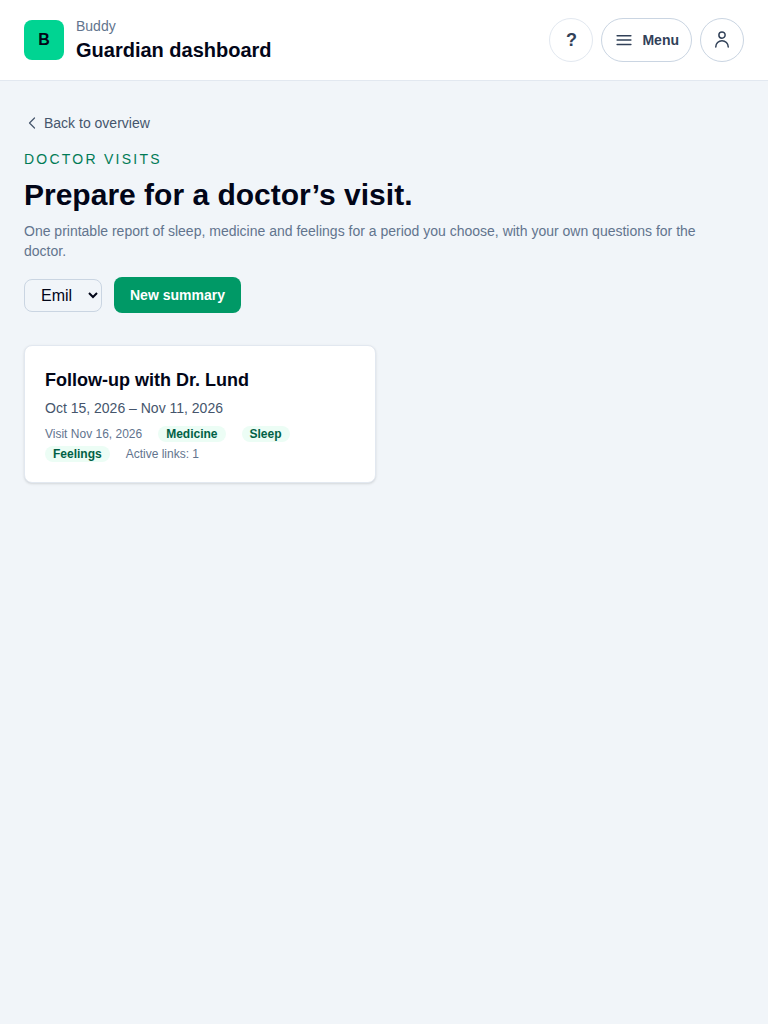 B
Buddy
Guardian dashboard
?
Menu
Back to overview
DOCTOR VISITS
Prepare for a doctor’s visit.
One printable report of sleep, medicine and feelings for a period you choose, with your own questions for the
doctor.
Emil
New summary
Follow-up with Dr. Lund
Oct 15, 2026 – Nov 11, 2026
Visit Nov 16, 2026 Medicine Sleep
Feelings Active links: 1